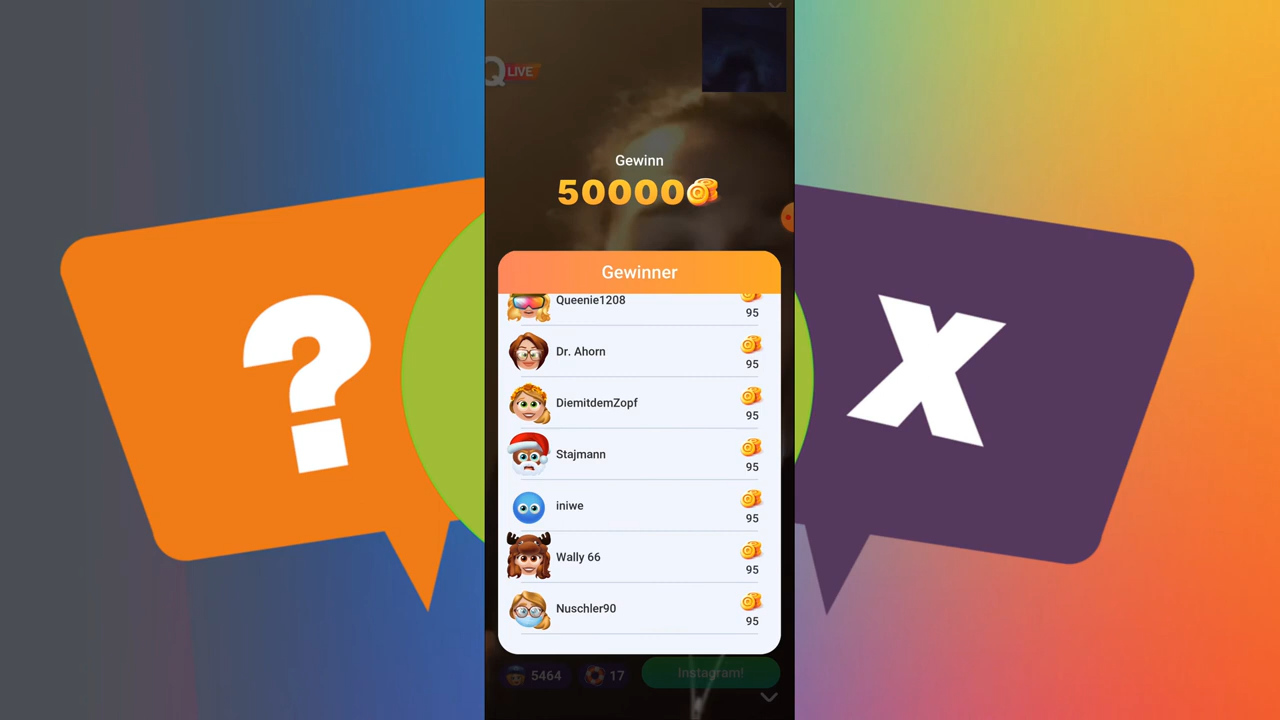 ?
Q LIVE
Gewinn
50000
Gewinner
Queenie1208
95
Dr. Ahorn
95
DiemitdemZopf
95
Stajmann
95
iniwe
95
Wally 66
95
Nuschler90
95
5464
17
Instagram!
X